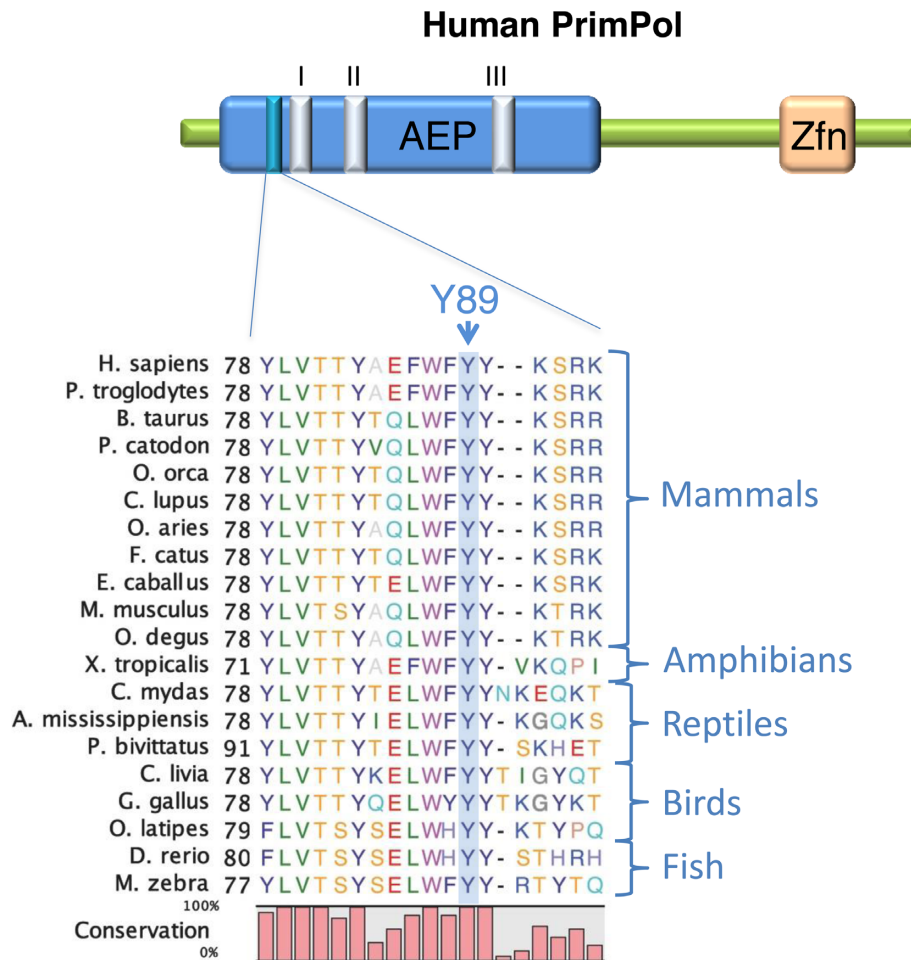 Human PrimPol
I II III
AEP Zfn
Y89
H. sapiens 78 YLVTTYAEFWFYY--KSRK
P. troglodytes 78 YLVTTYAEFWFYY--KSRK
B. taurus 78 YLVTTYTQLWFYY--KSRR
P. catodon 78 YLVTTYVQLWFYY--KSRR
O. orca 78 YLVTTYTQLWFYY--KSRR
C. lupus 78 YLVTTYTQLWFYY--KSRR
O. aries 78 YLVTTYAQLWFYY--KSRR
F. catus 78 YLVTTYTQLWFYY--KSRK
E. caballus 78 YLVTTYTELWFYY--KSRK
M. musculus 78 YLVTSYAQLWFYY--KTRK
O. degus 78 YLVTTYAQLWFYY--KTRK
X. tropicalis 71 YLVTTYAEFWFYY-VKQPI
C. mydas 78 YLVTTYTELWFYYNKEQKT
A. mississippiensis 78 YLVTTYIELWFYY-KGQKS
P. bivittatus 91 YLVTTYTELWFYY-SKHET
C. livia 78 YLVTTYKELWFYYTIGYQT
G. gallus 78 YLVTTYQELWYYYTKGYKT
O. latipes 79 FLVTSYSELWHYY-KTYPQ
D. rerio 80 FLVTSYSELWHYY-STHRH
M. zebra 77 YLVTSYSELWFYY-RTYTQ
Mammals
Amphibians
Reptiles
Birds
Fish
100%
Conservation
0%